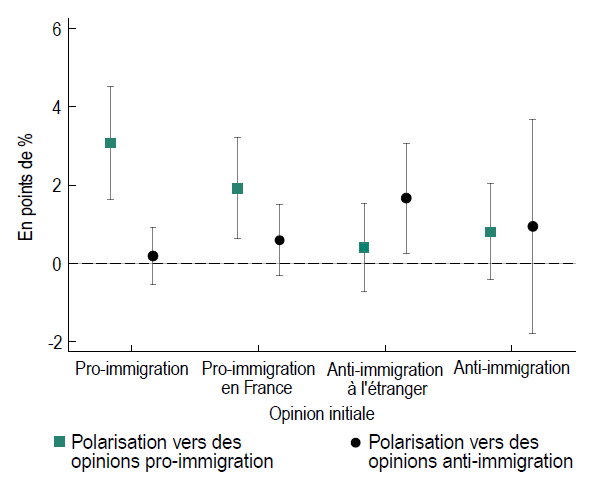 6
4
2
0
-2
En points de %
Pro-immigration
Pro-immigration
en France
Anti-immigration
à l'étranger
Anti-immigration
Opinion initiale
Polarisation vers des
opinions pro-immigration
Polarisation vers des
opinions anti-immigration